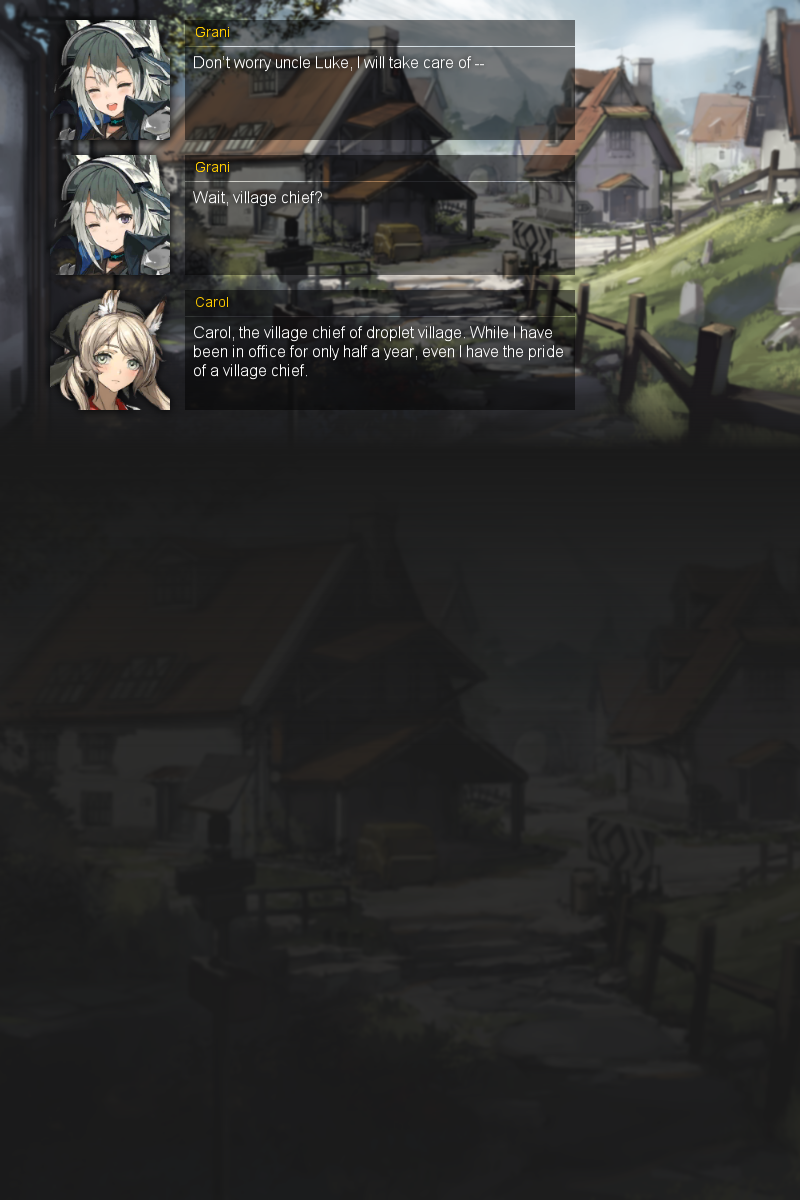 Grani
Don't worry uncle Luke, I will take care of --
Grani
Wait, village chief?
Carol
Carol, the village chief of droplet village. While I have
been in office for only half a year, even I have the pride
of a village chief.